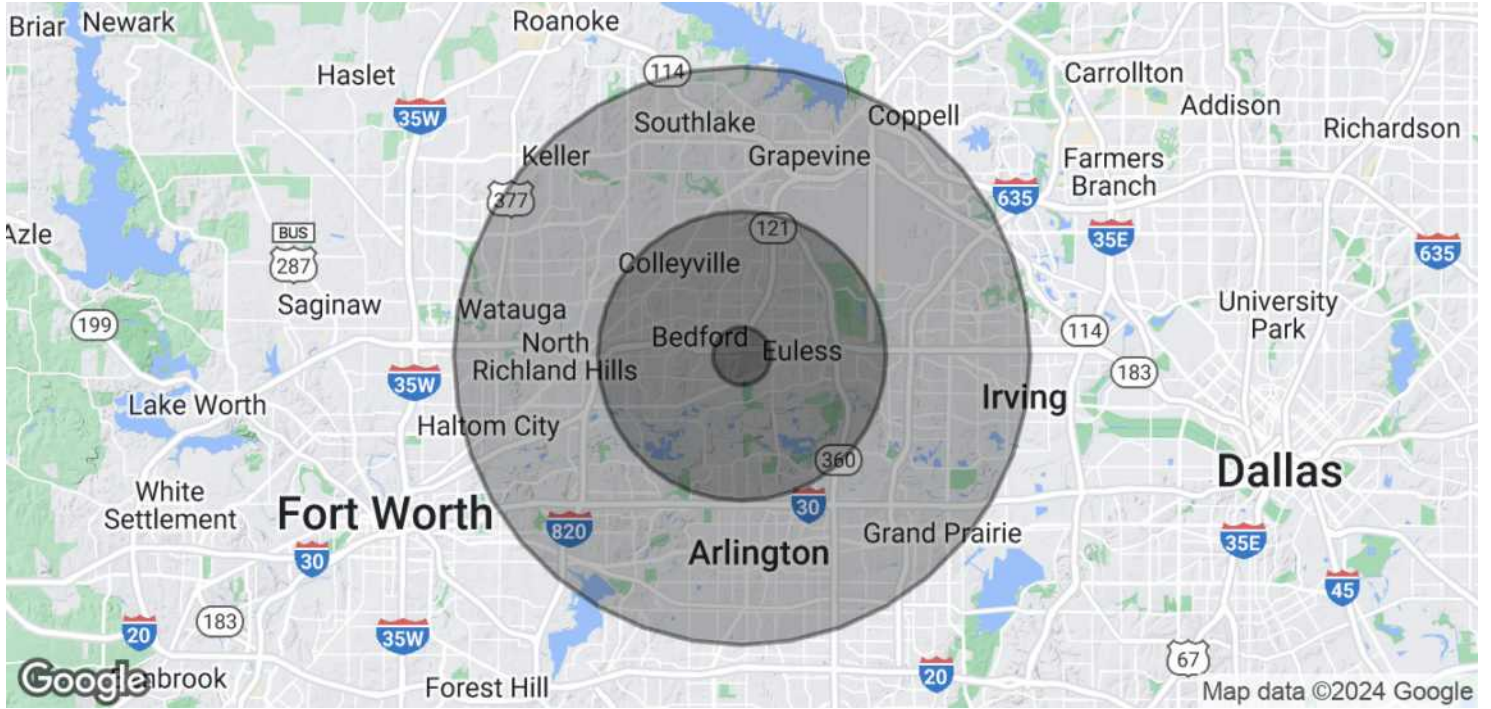 Briar
Newark
Roanoke
Haslet
114
Carrollton
35W
Southlake
Coppell
Addison
Richardson
Keller
Grapevine
Farmers
Branch
377
635
Azle
BUS
287
121
35E
635
Colleyville
Saginaw
Watauga
University
Park
199
North
Richland Hills
Bedford
Euless
114
183
35W
Lake Worth
Haltom City
Irving
360
Dallas
White
Settlement
Fort Worth
820
30
Grand Prairie
30
Arlington
35E
45
183
20
35W
67
Google
Forest Hill
20
Map data ©2024 Google